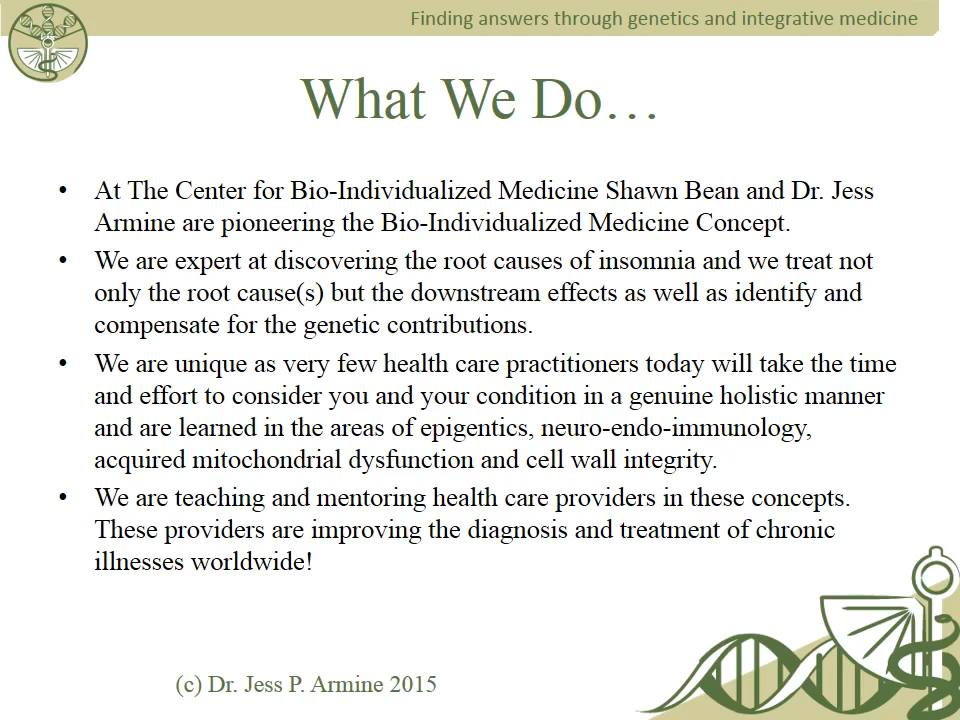 Finding answers through genetics and integrative medicine
What We Do…
• At The Center for Bio-Individualized Medicine Shawn Bean and Dr. Jess
Armine are pioneering the Bio-Individualized Medicine Concept.
• We are expert at discovering the root causes of insomnia and we treat not
only the root cause(s) but the downstream effects as well as identify and
compensate for the genetic contributions.
• We are unique as very few health care practitioners today will take the time
and effort to consider you and your condition in a genuine holistic manner
and are learned in the areas of epigentics, neuro-endo-immunology,
acquired mitochondrial dysfunction and cell wall integrity.
• We are teaching and mentoring health care providers in these concepts.
These providers are improving the diagnosis and treatment of chronic
illnesses worldwide!
(c) Dr. Jess P. Armine 2015